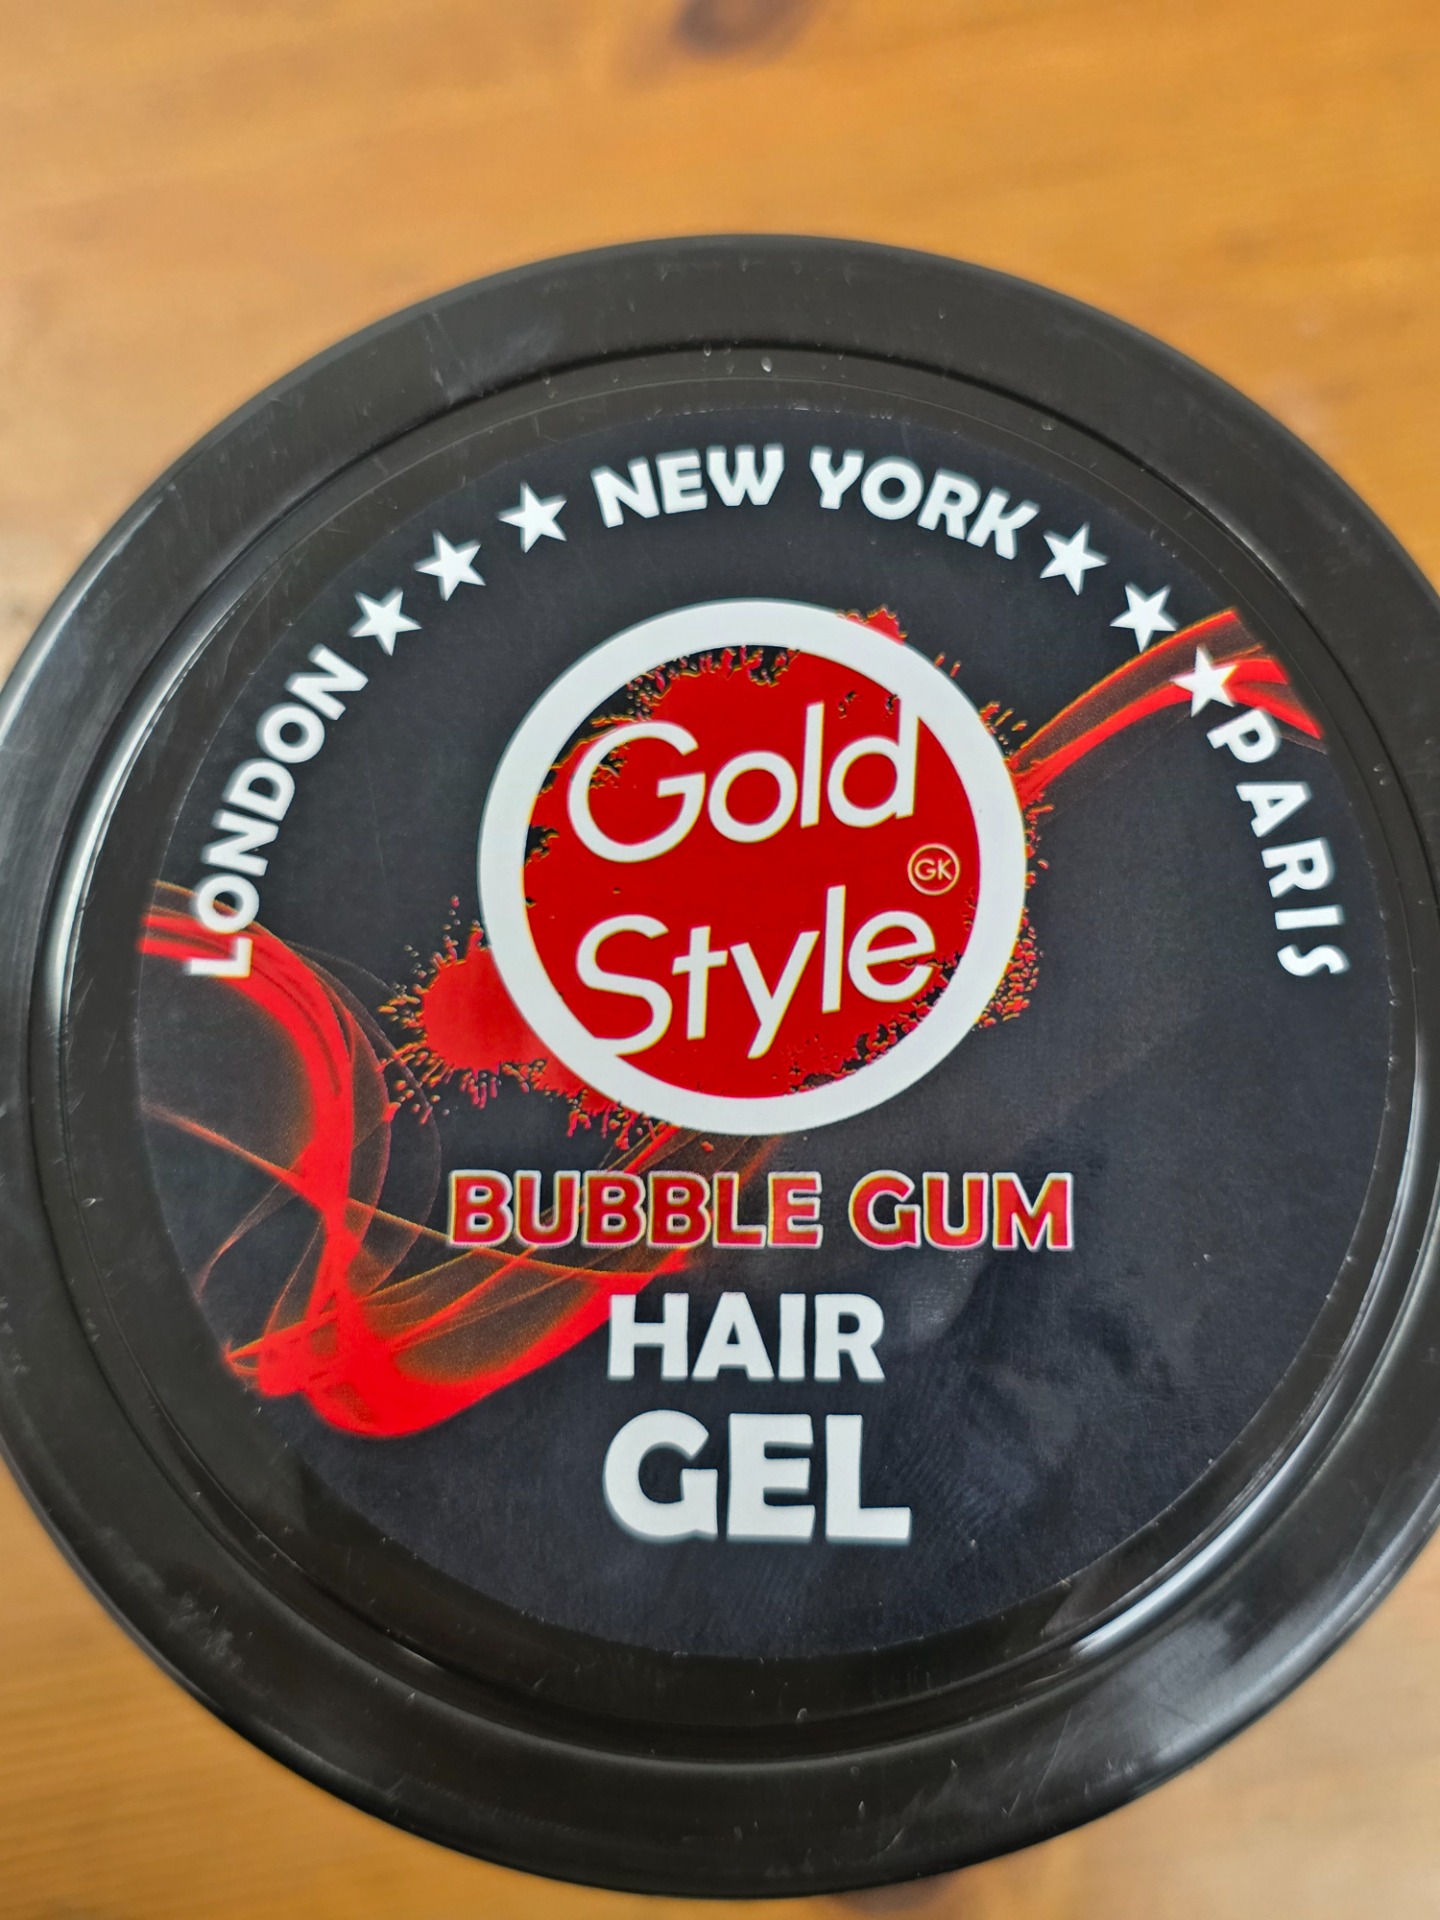 LONDON ★ ★ ★ NEW YORK ★ ★ ★ PARIS
Gold
GK
Style
BUBBLE GUM
HAIR
GEL